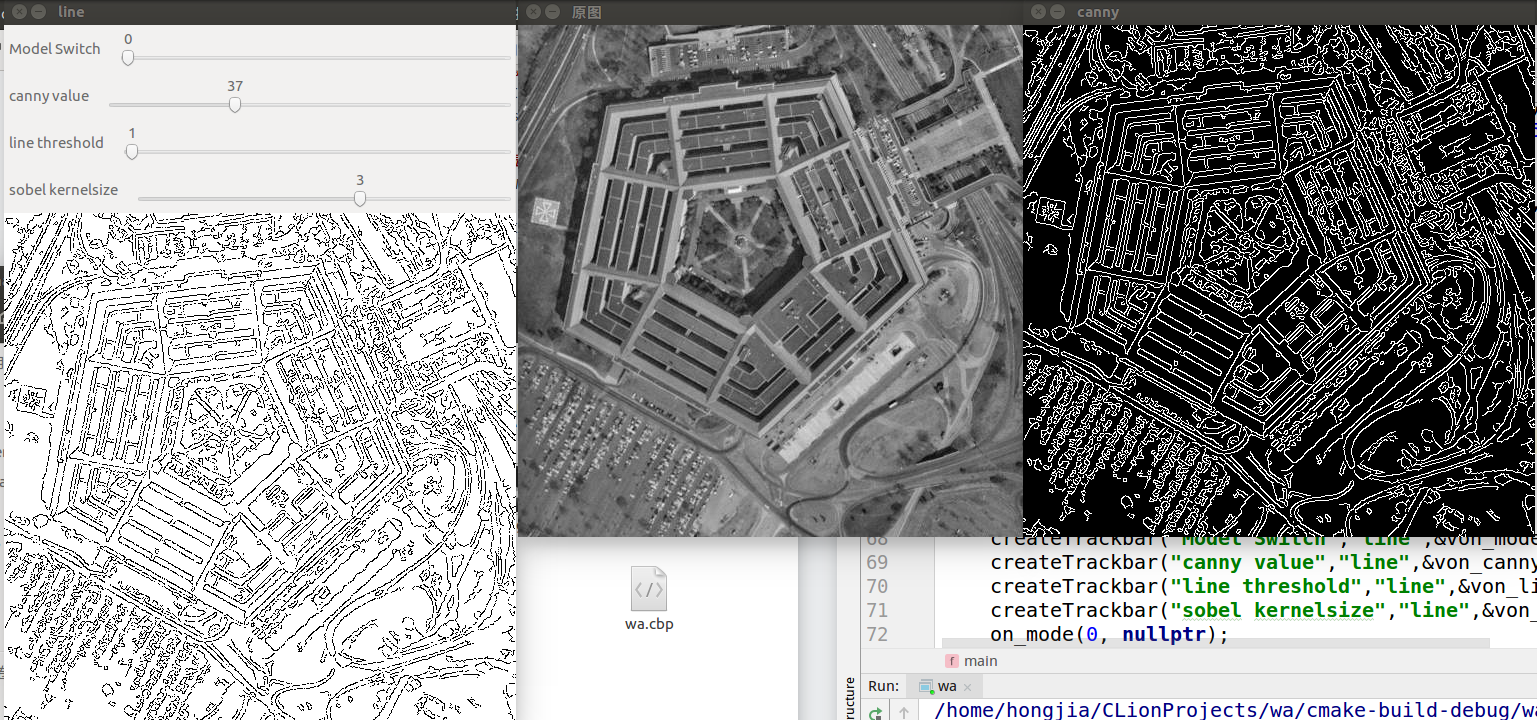 line
Model Switch 0
canny value 37
line threshold 1
sobel kernelsize 3
原图
canny
wa.cbp
68 createTrackbar("Model Switch","line",&von_mode
69 createTrackbar("canny value","line",&von_canny
70 createTrackbar("line threshold","line",&von_li
71 createTrackbar("sobel kernelsize","line",&von_
72 on_mode(0, nullptr);
f main
Run: wa
ructure
/home/hongjia/CLionProjects/wa/cmake-build-debug/wa